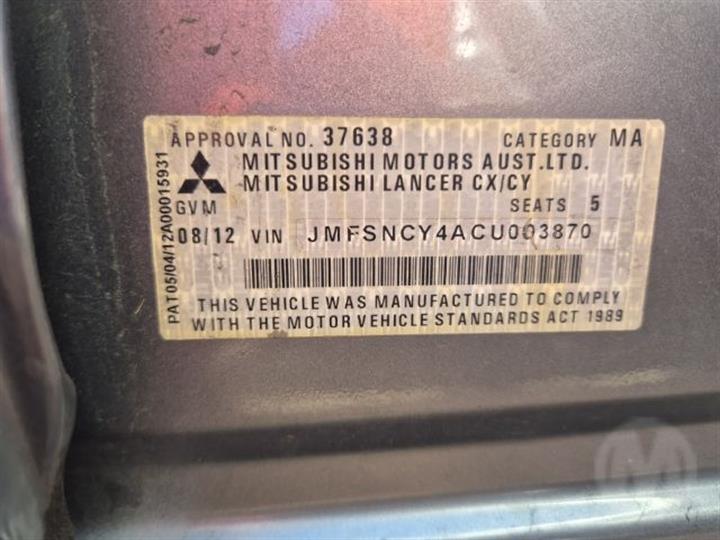 APPROVAL NO. 37638 CATEGORY MA
MITSUBISHI MOTORS AUST.LTD.
MITSUBISHI LANCER CX/CY
GVM SEATS 5
08/12 VIN JMFSNCY4ACU003870
THIS VEHICLE WAS MANUFACTURED TO COMPLY
WITH THE MOTOR VEHICLE STANDARDS ACT 1989
PAT05/04/12A00015931
M